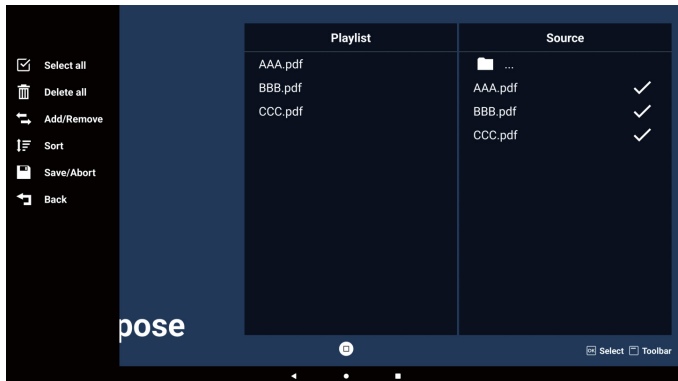 Select all
Delete all
Add/Remove
Sort
Save/Abort
Back
pose
Playlist
AAA.pdf
BBB.pdf
CCC.pdf
Source
...
AAA.pdf
BBB.pdf
CCC.pdf
OK Select Toolbar